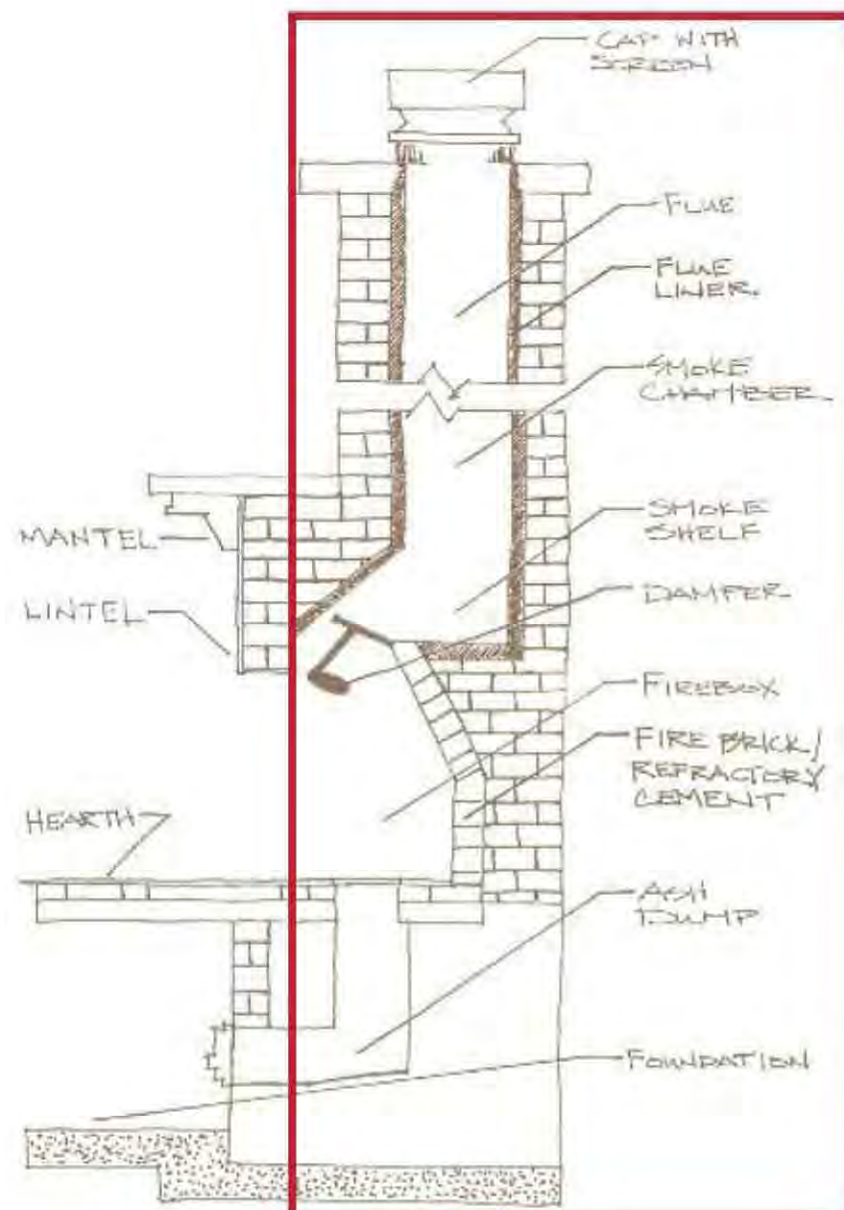 CAP WITH
SCREEN
FLUE
FLUE
LINER.
SMOKE
CHAMBER
SMOKE
SHELF
MANTEL
DAMPER
LINTEL
FIREBOX
FIRE BRICK/
REFRACTORY
CEMENT
HEARTH
ASH
DUMP
FOUNDATION